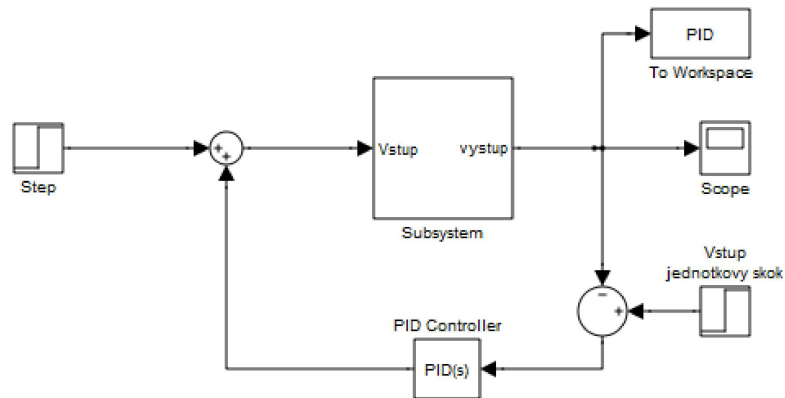 PID
To Workspace
Step
+
+
Vstup
vystup
Subsystem
Scope
Vstup
jednotkovy skok
−
+
PID Controller
PID(s)